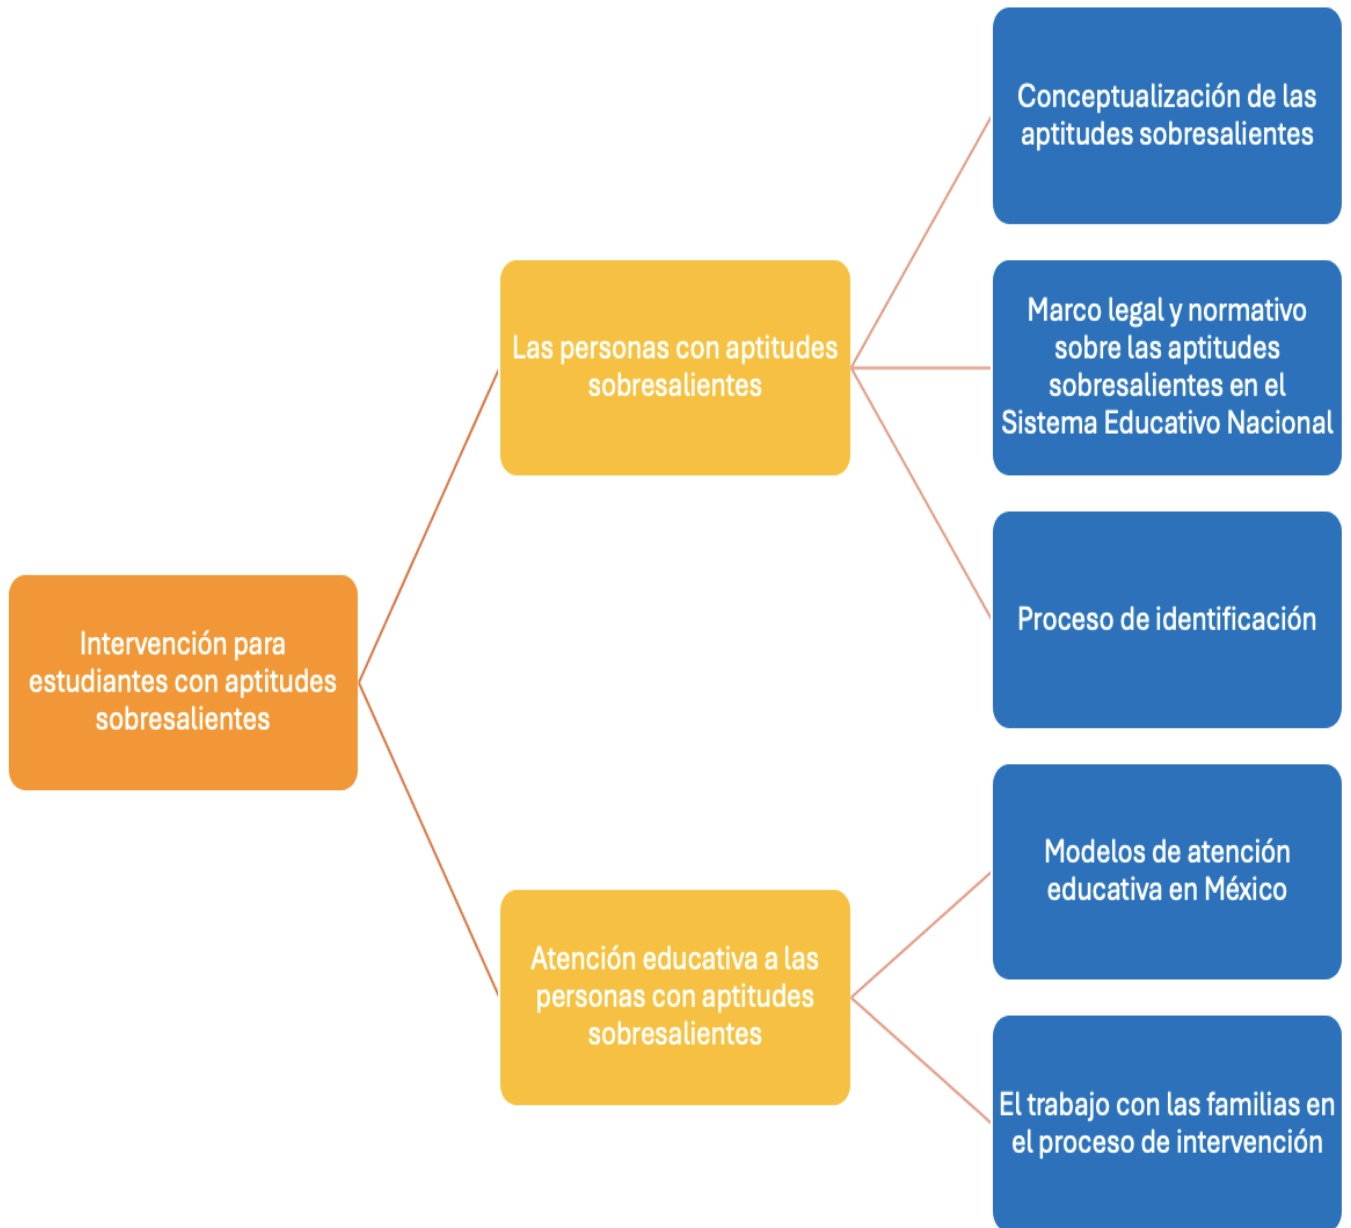 Intervención para
estudiantes con aptitudes
sobresalientes
Las personas con aptitudes
sobresalientes
Conceptualización de las
aptitudes sobresalientes
Marco legal y normativo
sobre las aptitudes
sobresalientes en el
Sistema Educativo Nacional
Proceso de identificación
Atención educativa a las
personas con aptitudes
sobresalientes
Modelos de atención
educativa en México
El trabajo con las familias en
el proceso de intervención